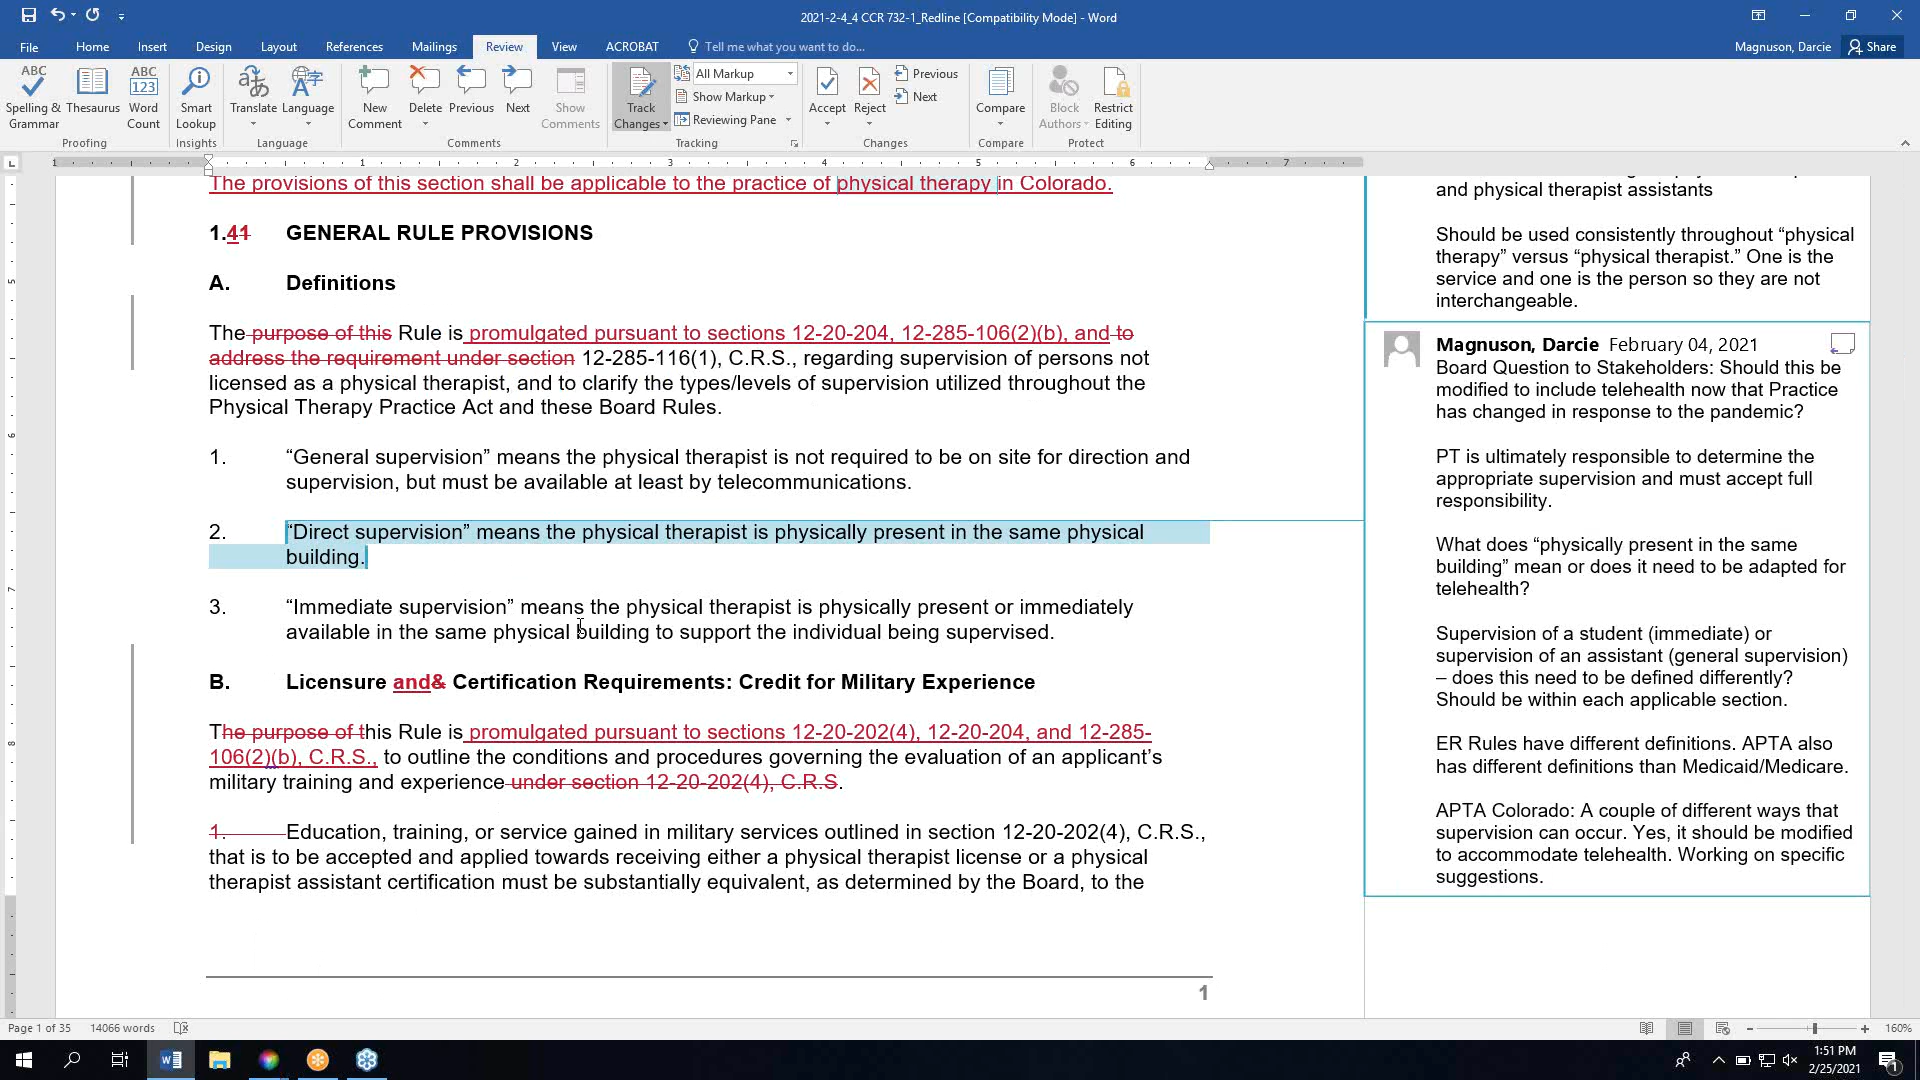 2021-2-4_4 CCR 732-1_Redline [Compatibility Mode] - Word
File Home Insert Design Layout References Mailings Review View ACROBAT Tell me what you want to do... Magnuson, Darcie Share
ABC Spelling & Grammar
Thesaurus
ABC 123 Word Count
Smart Lookup
Translate
Language
New Comment
Delete
Previous
Next
Show Comments
Track Changes
All Markup
Show Markup
Reviewing Pane
Accept
Reject
Previous
Next
Compare
Block Authors
Restrict Editing
Proofing Insights Language Comments Tracking Changes Compare Protect
1 1 2 3 4 5 6 7
The provisions of this section shall be applicable to the practice of physical therapy in Colorado.
1.41 GENERAL RULE PROVISIONS
A. Definitions
The purpose of this Rule is promulgated pursuant to sections 12-20-204, 12-285-106(2)(b), and to
address the requirement under section 12-285-116(1), C.R.S., regarding supervision of persons not
licensed as a physical therapist, and to clarify the types/levels of supervision utilized throughout the
Physical Therapy Practice Act and these Board Rules.
1. “General supervision” means the physical therapist is not required to be on site for direction and
supervision, but must be available at least by telecommunications.
2. “Direct supervision” means the physical therapist is physically present in the same physical
building.
3. “Immediate supervision” means the physical therapist is physically present or immediately
available in the same physical building to support the individual being supervised.
B. Licensure and& Certification Requirements: Credit for Military Experience
The purpose of this Rule is promulgated pursuant to sections 12-20-202(4), 12-20-204, and 12-285-
106(2)(b), C.R.S., to outline the conditions and procedures governing the evaluation of an applicant’s
military training and experience under section 12-20-202(4), C.R.S.
1. Education, training, or service gained in military services outlined in section 12-20-202(4), C.R.S.,
that is to be accepted and applied towards receiving either a physical therapist license or a physical
therapist assistant certification must be substantially equivalent, as determined by the Board, to the
1
and physical therapist assistants
Should be used consistently throughout “physical
therapy” versus “physical therapist.” One is the
service and one is the person so they are not
interchangeable.
Magnuson, Darcie February 04, 2021
Board Question to Stakeholders: Should this be
modified to include telehealth now that Practice
has changed in response to the pandemic?
PT is ultimately responsible to determine the
appropriate supervision and must accept full
responsibility.
What does “physically present in the same
building” mean or does it need to be adapted for
telehealth?
Supervision of a student (immediate) or
supervision of an assistant (general supervision)
– does this need to be defined differently?
Should be within each applicable section.
ER Rules have different definitions. APTA also
has different definitions than Medicaid/Medicare.
APTA Colorado: A couple of different ways that
supervision can occur. Yes, it should be modified
to accommodate telehealth. Working on specific
suggestions.
Page 1 of 35 14066 words 160%
1:51 PM
2/25/2021
1